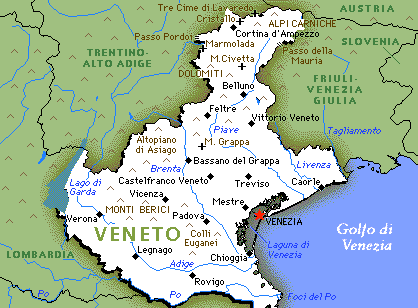 Tre Cime di Lavaredo
Cristallo
AUSTRIA
ALPI CARNICHE
Cortina d'Ampezzo
Passo Pordoi
Marmolada
SLOVENIA
TRENTINO-
ALTO ADIGE
M.Civetta
Passo della
Mauria
DOLOMITI
Belluno
FRIULI-
VENEZIA
GIULIA
Feltre
Vittorio Veneto
Piave
Tagliamento
Altopiano
di Asiago
M. Grappa
Bassano del Grappa
Livenza
Brenta
Lago di
Garda
Castelfranco Veneto
Treviso
Caorle
Vicenza
Golfo di
Venezia
MONTI BERICI
Mestre
Verona
Padova
VENEZIA
VENETO
Colli
Euganei
Laguna di
Venezia
LOMBARDIA
Legnago
Chioggia
Adige
Rovigo
Po
Po
Foci del Po